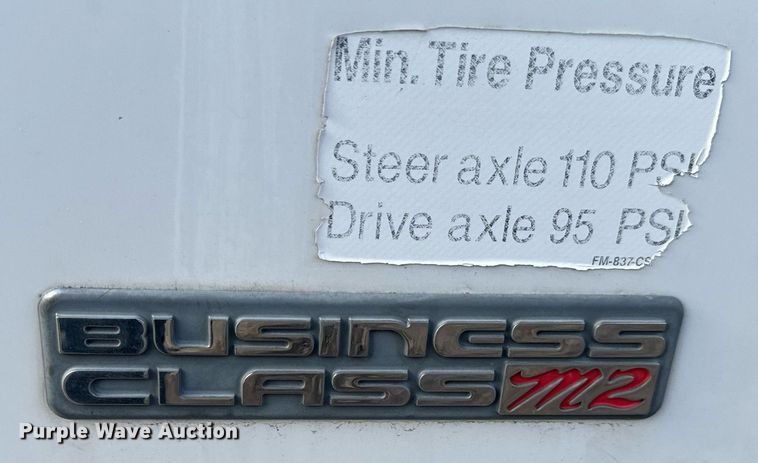 Min. Tire Pressure
Steer axle 110 PSI
Drive axle 95 PSI
FM-837-CS
BUSINESS
CLASS M2
Purple Wave Auction